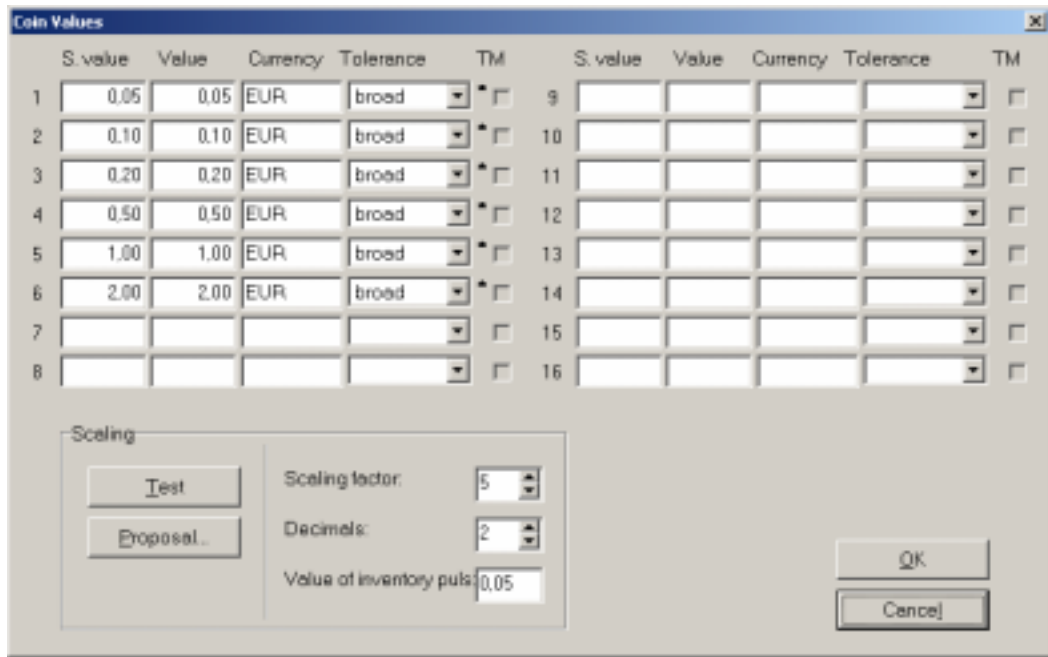 Coin Values
S. value Value Currency Tolerance TM S. value Value Currency Tolerance TM
1 0,05 0,05 EUR broad * 9
2 0.10 0.10 EUR broad * 10
3 0,20 0,20 EUR broad * 11
4 0,50 0,50 EUR broad * 12
5 1,00 1,00 EUR broad * 13
6 2,00 2,00 EUR broad * 14
7 15
8 16
Scaling
Test
Scaling factor: 5
Proposal...
Decimals: 2
Value of inventory puls: 0,05
OK
Cancel